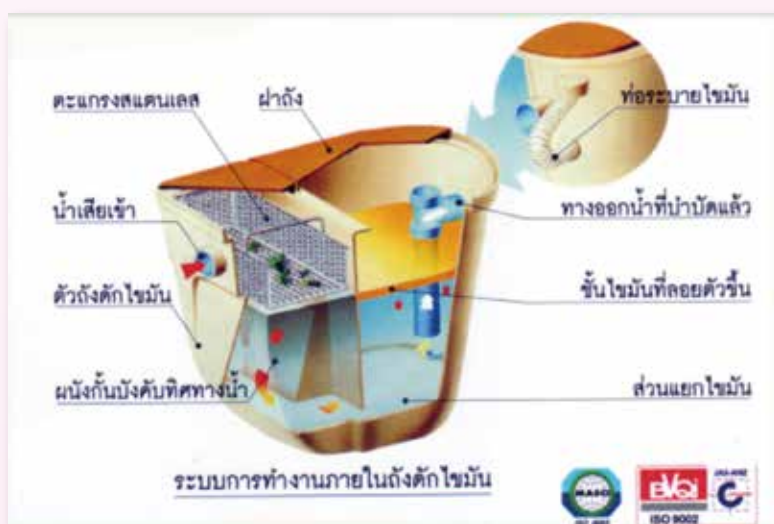 ตะแกรงสแตนเลส
ฝาถัง
ท่อระบายไขมัน
น้ำเสียเข้า
ทางออกน้ำที่บำบัดแล้ว
ตัวถังดักไขมัน
ชั้นไขมันที่ลอยตัวขึ้น
ผนังกั้นบังคับทิศทางน้ำ
ส่วนแยกไขมัน
ระบบการทำงานภายในถังดักไขมัน
BVQi
ISO 9002